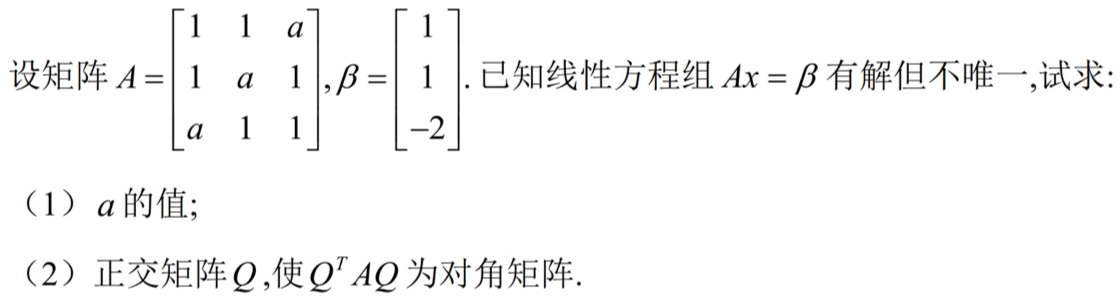 设矩阵 $A=\begin{bmatrix}1 & 1 & a\\1 & a & 1\\a & 1 & 1\end{bmatrix},\beta=\begin{bmatrix}1\\1\\-2\end{bmatrix}$. 已知线性方程组 $Ax=\beta$ 有解但不唯一,试求:
（1） $a$ 的值;
（2）正交矩阵 $Q$,使 $Q^{T}AQ$ 为对角矩阵.